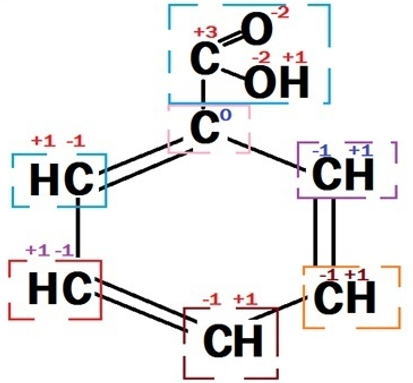 +3 O -2
C -2 +1
OH
C 0
+1 -1 -1 +1
HC CH
+1 -1 -1 +1
HC CH
-1 +1
CH